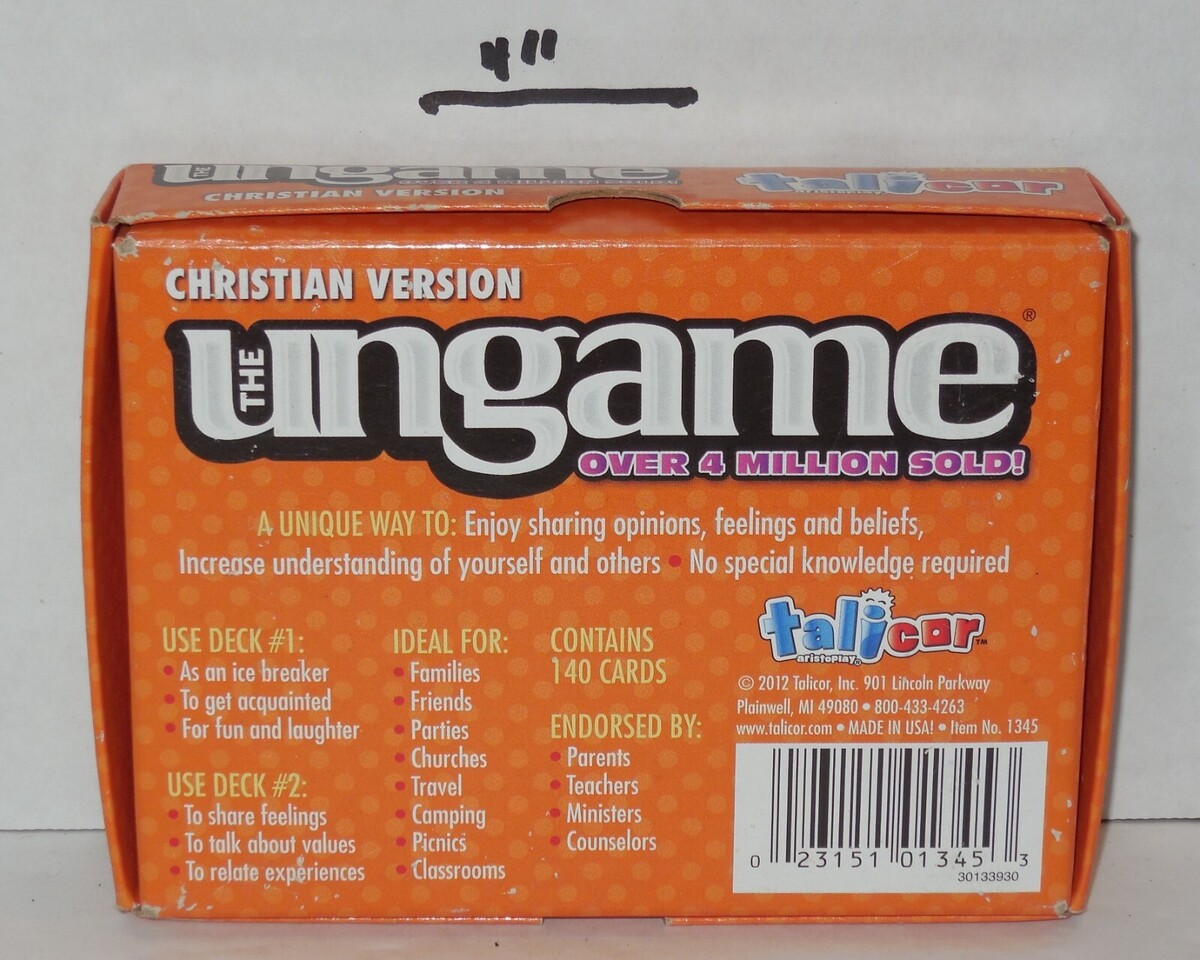 4"
THE ungame
CHRISTIAN VERSION
talicor
CHRISTIAN VERSION
THE ungame®
OVER 4 MILLION SOLD!
A UNIQUE WAY TO: Enjoy sharing opinions, feelings and beliefs,
Increase understanding of yourself and others • No special knowledge required
USE DECK #1:
• As an ice breaker
• To get acquainted
• For fun and laughter
USE DECK #2:
• To share feelings
• To talk about values
• To relate experiences
IDEAL FOR:
• Families
• Friends
• Parties
• Churches
• Travel
• Camping
• Picnics
• Classrooms
CONTAINS
140 CARDS
ENDORSED BY:
• Parents
• Teachers
• Ministers
• Counselors
talicor™
aristoplay®
© 2012 Talicor, Inc. 901 Lincoln Parkway
Plainwell, MI 49080 • 800-433-4263
www.talicor.com • MADE IN USA! • Item No. 1345
0 23151 01345 3
30133930